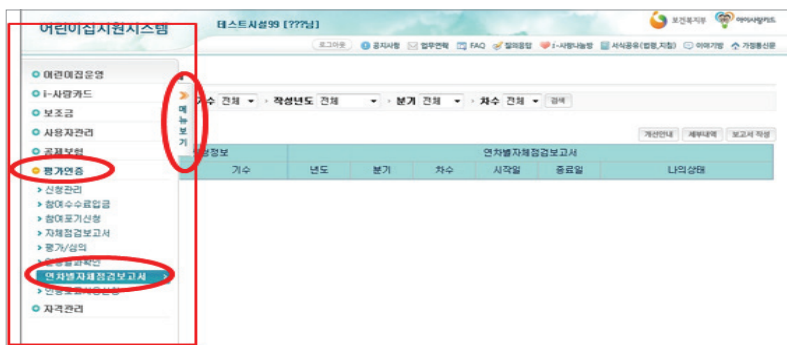 어린이집지원시스템
테스트시설99 [???님]
보건복지부 아이사랑카드
로그아웃 공지사항 업무연락 FAQ 질의응답 i-사랑나눔방 서식공유(법령,지침) 이야기방 가정통신문
어린이집운영
i-사랑카드
보조금
사용자관리
공제보험
평가인증
신청관리
참여수수료입금
참여포기신청
자체점검보고서
평가/심의
연차별자체점검보고서
자격관리
메뉴보기
기수 전체 작성년도 전체 분기 전체 차수 전체 검색
개선안내 세부내역 보고서 작성
정보 연차별자체점검보고서
기수 년도 분기 차수 시작일 종료일 나의상태